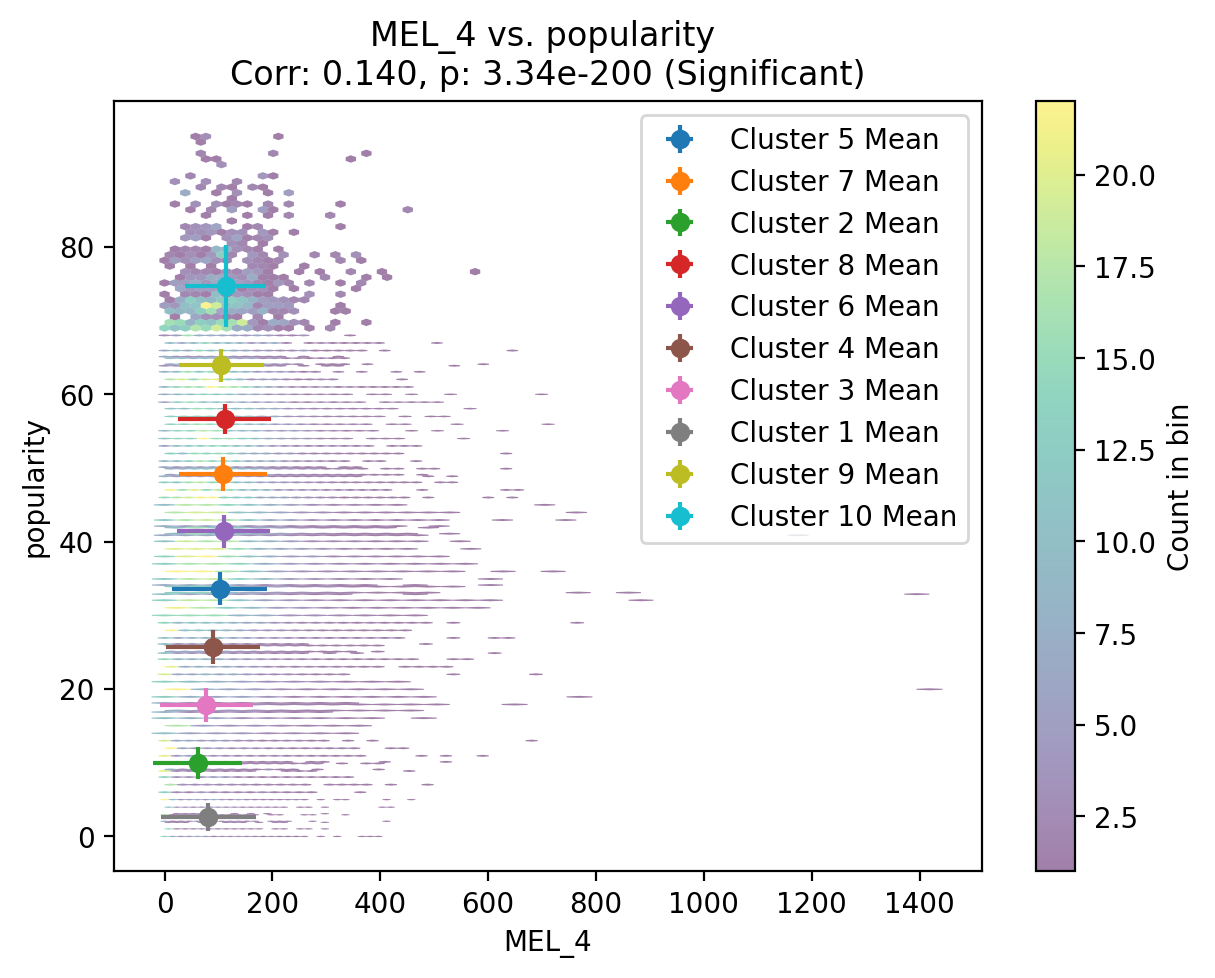 MEL_4 vs. popularity
Corr: 0.140, p: 3.34e-200 (Significant)
Cluster 5 Mean
Cluster 7 Mean
Cluster 2 Mean
Cluster 8 Mean
Cluster 6 Mean
Cluster 4 Mean
Cluster 3 Mean
Cluster 1 Mean
Cluster 9 Mean
Cluster 10 Mean
popularity
80
60
40
20
0
0 200 400 600 800 1000 1200 1400
MEL_4
20.0
17.5
15.0
12.5
10.0
7.5
5.0
2.5
Count in bin